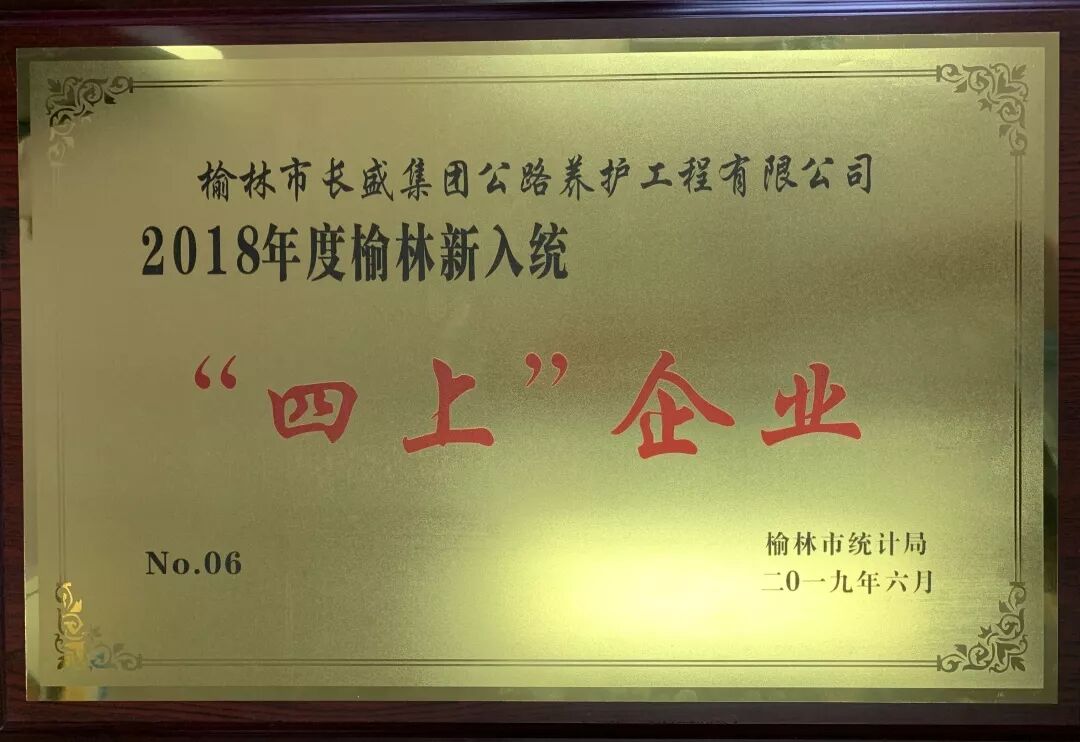 榆林市长盛集团公路养护工程有限公司
2018年度榆林新入统
“四上”企业
No.06
榆林市统计局
二0一九年六月